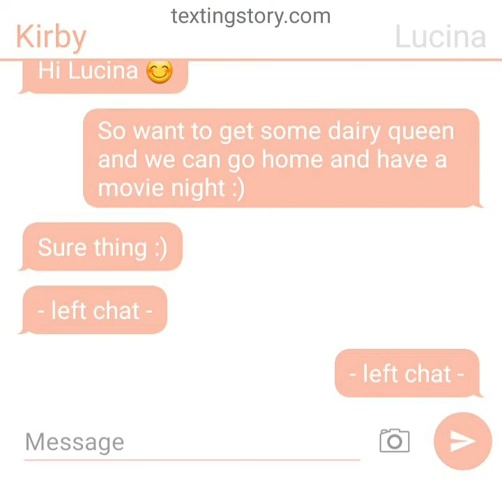 textingstory.com
Kirby
Lucina
Hi Lucina 😊
So want to get some dairy queen
and we can go home and have a
movie night :)
Sure thing :)
- left chat -
- left chat -
Message